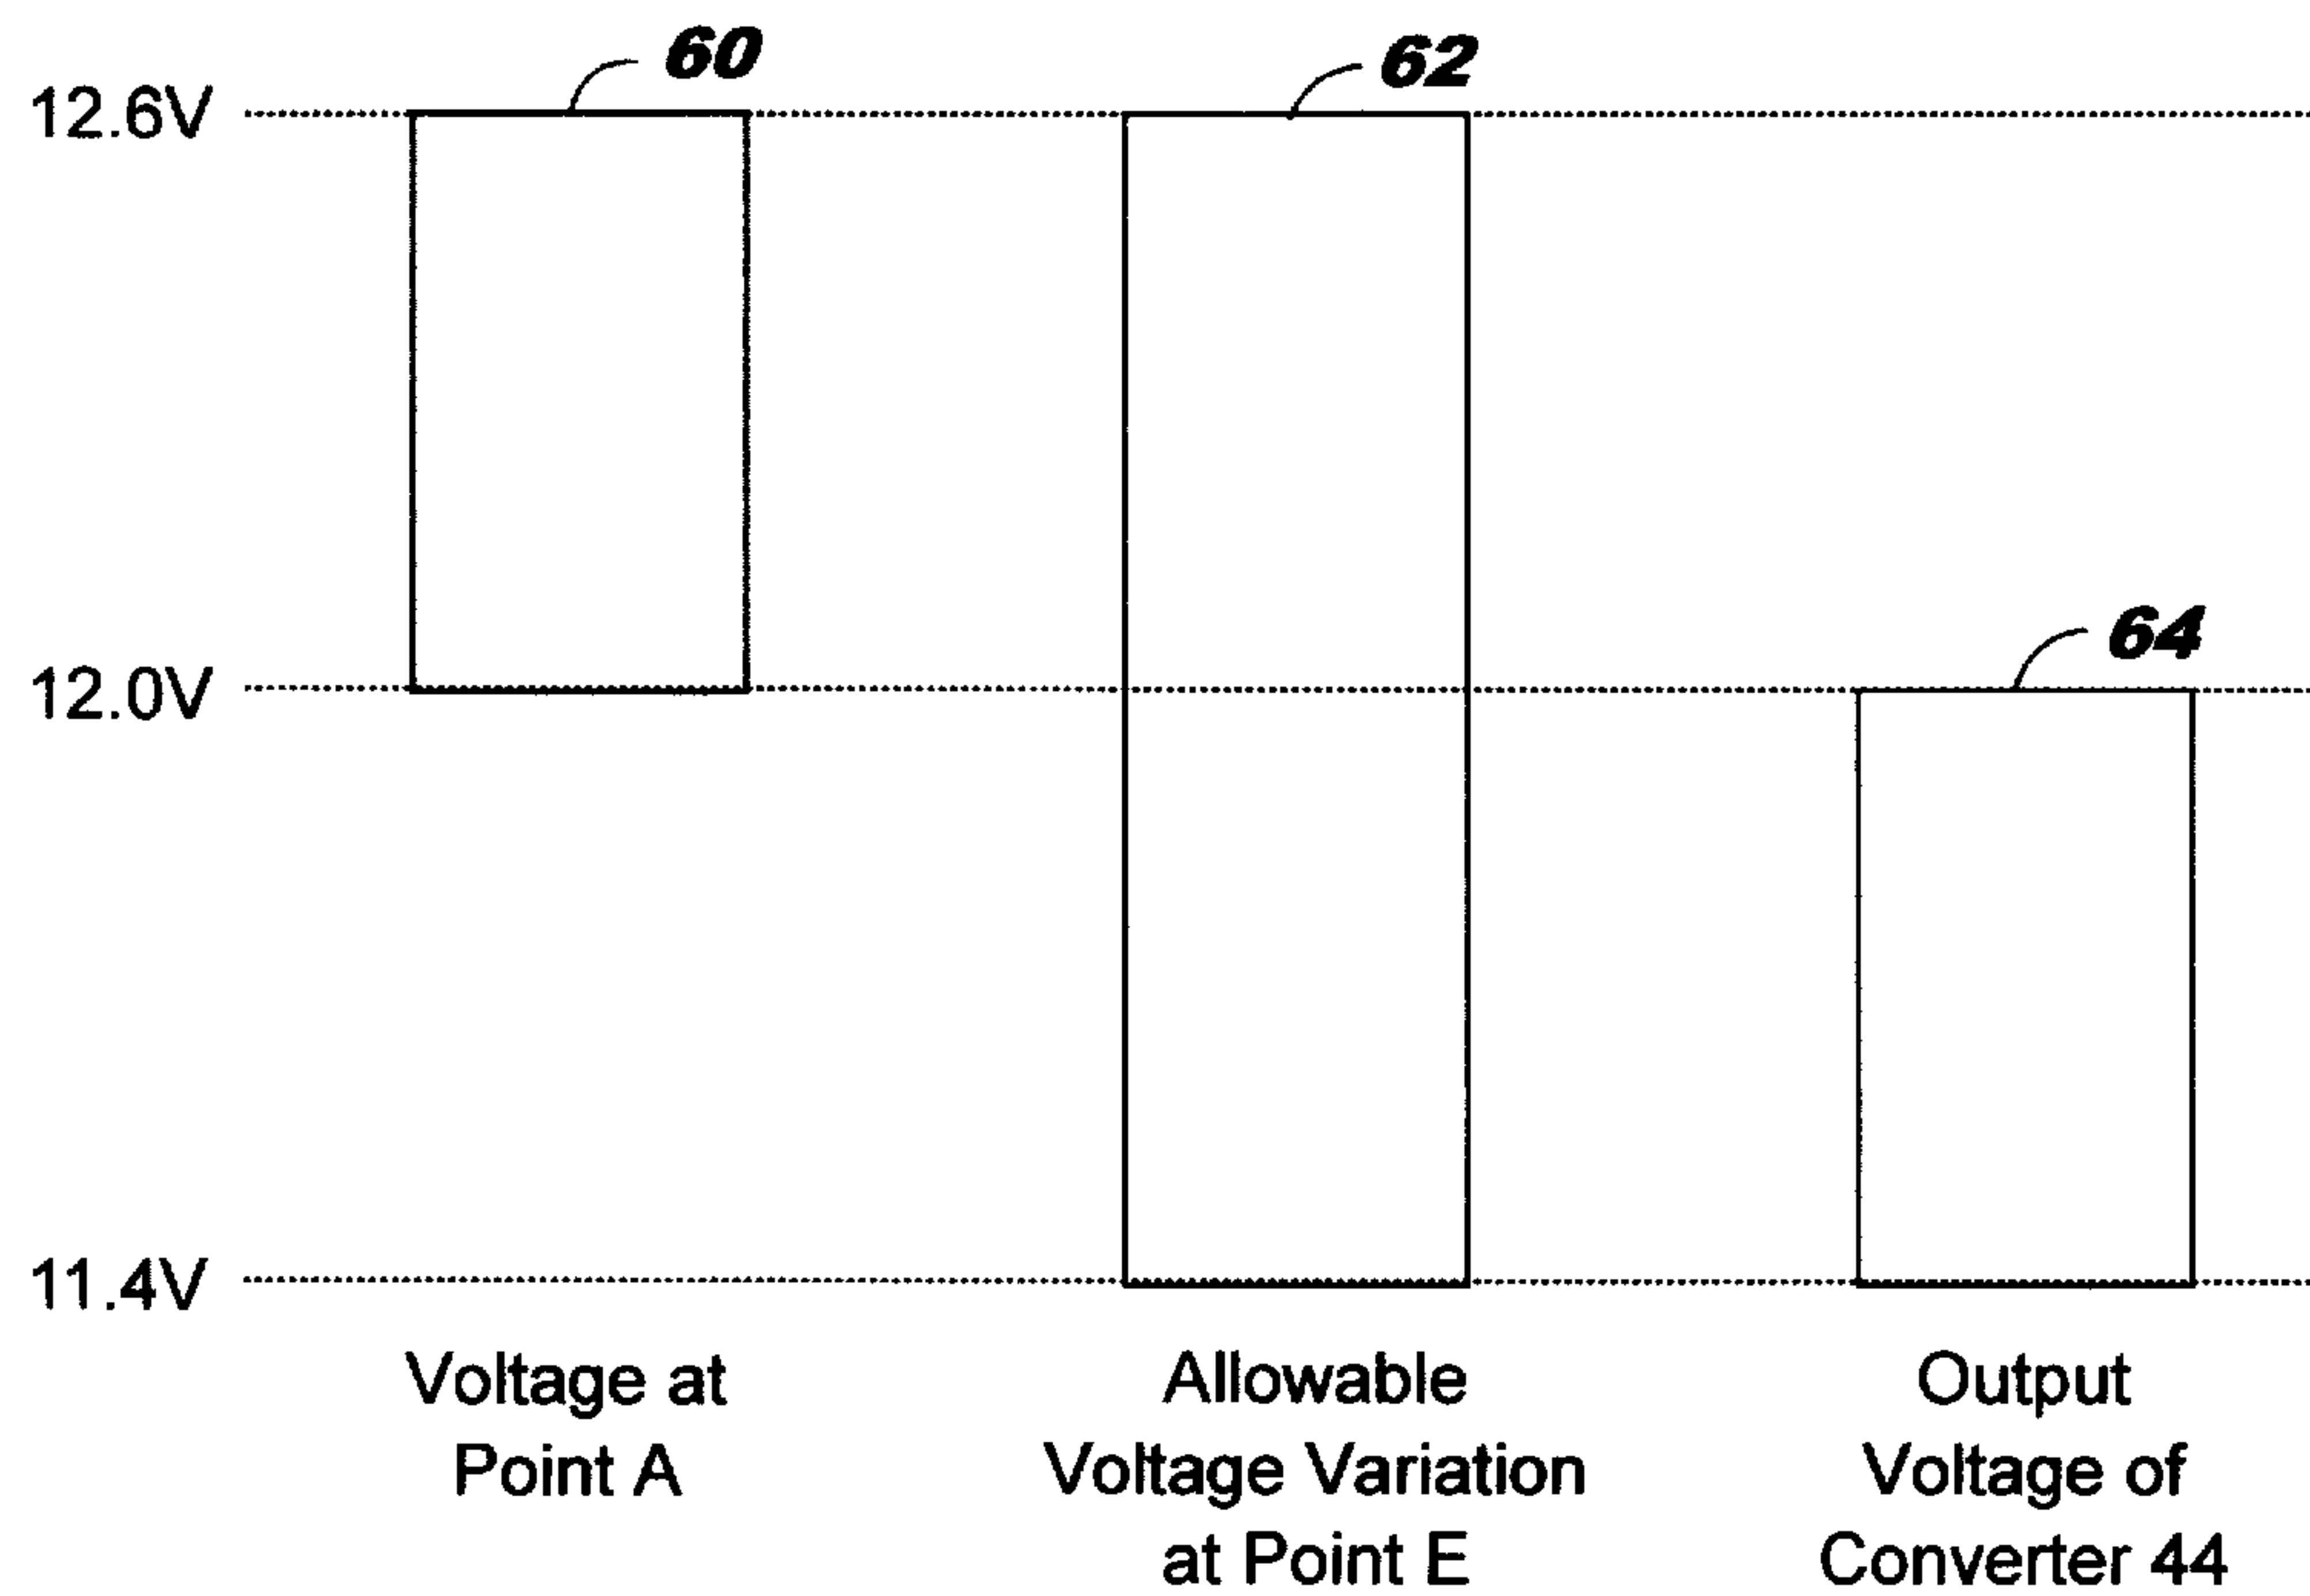 60
62
12.6V
64
12.0V
11.4V
Voltage at
Point A
Allowable
Voltage Variation
at Point E
Output
Voltage of
Converter 44